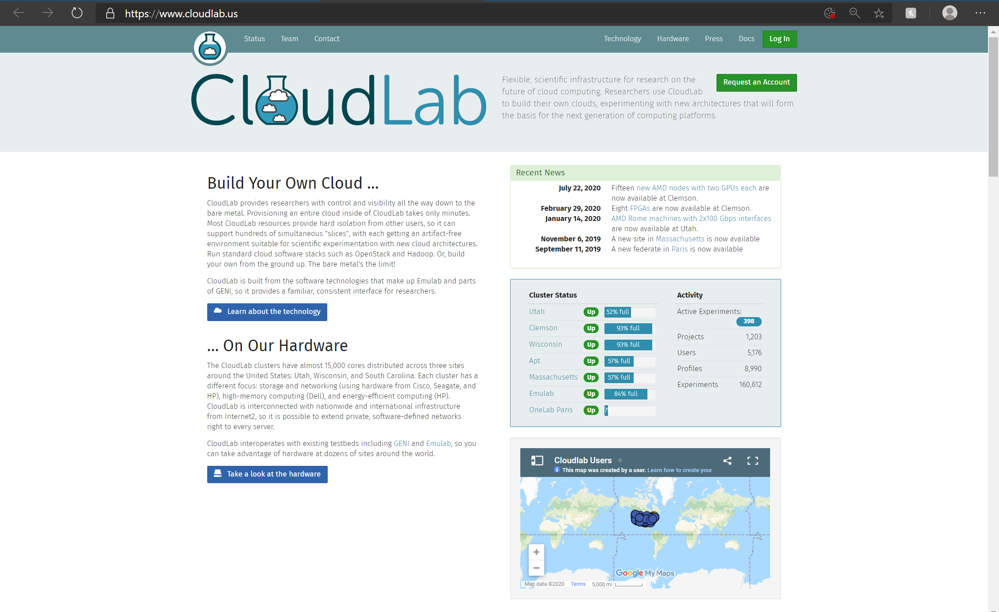 https://www.cloudlab.us
Status Team Contact Technology Hardware Press Docs Log In
CloudLab
Flexible, scientific infrastructure for research on the
future of cloud computing. Researchers use CloudLab
to build their own clouds, experimenting with new architectures that will form
the basis for the next generation of computing platforms.
Request an Account
Build Your Own Cloud ...
CloudLab provides researchers with control and visibility all the way down to the
bare metal. Provisioning an entire cloud inside of CloudLab takes only minutes.
Most CloudLab resources provide hard isolation from other users, so it can
support hundreds of simultaneous "slices", with each getting an artifact-free
environment suitable for scientific experimentation with new cloud architectures.
Run standard cloud software stacks such as OpenStack and Hadoop. Or, build
your own from the ground up. The bare metal's the limit!
CloudLab is built from the software technologies that make up Emulab and parts
of GENI, so it provides a familiar, consistent interface for researchers.
Learn about the technology
... On Our Hardware
The CloudLab clusters have almost 15,000 cores distributed across three sites
around the United States: Utah, Wisconsin, and South Carolina. Each cluster has a
different focus: storage and networking (using hardware from Cisco, Seagate, and
HP), high-memory computing (Dell), and energy-efficient computing (HP).
CloudLab is interconnected with nationwide and international infrastructure
from Internet2, so it is possible to extend private, software-defined networks
right to every server.
CloudLab interoperates with existing testbeds including GENI and Emulab, so you
can take advantage of hardware at dozens of sites around the world.
Take a look at the hardware
Recent News
July 22, 2020 Fifteen new AMD nodes with two GPUs each are
now available at Clemson.
February 29, 2020 Eight FPGAs are now available at Clemson.
January 14, 2020 AMD Rome machines with 2x100 Gbps interfaces
are now available at Utah.
November 6, 2019 A new site in Massachusetts is now available
September 11, 2019 A new federate in Paris is now available
Cluster Status
Utah Up 52% full
Clemson Up 93% full
Wisconsin Up 93% full
Apt Up 57% full
Massachusetts Up 57% full
Emulab Up 84% full
OneLab Paris Up 7%
Activity
Active Experiments:
398
Projects 1,203
Users 5,176
Profiles 8,990
Experiments 160,612
Cloudlab Users
This map was created by a user. Learn how to create your
Google My Maps
Map data ©2020 Terms 5,000 mi